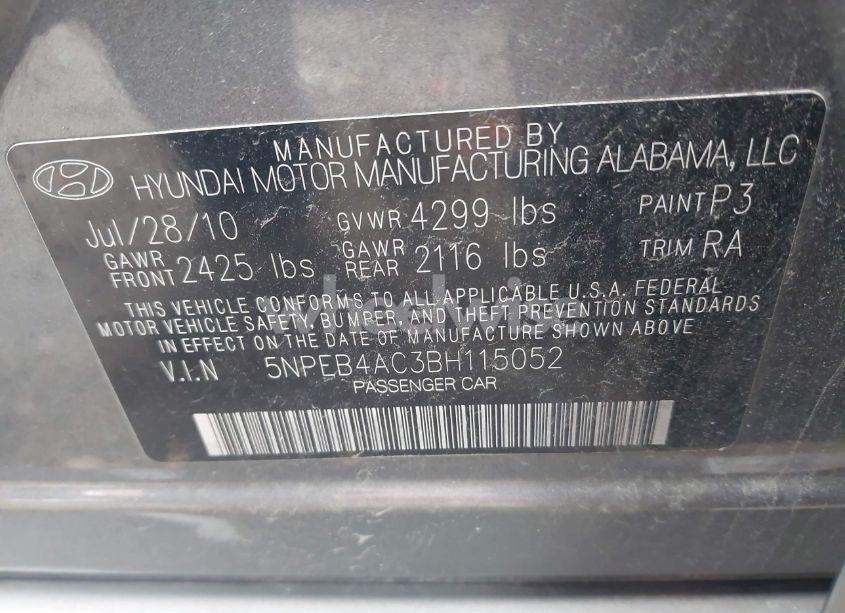 MANUFACTURED BY
HYUNDAI MOTOR MANUFACTURING ALABAMA, LLC
Jul/28/10 GVWR 4299 lbs PAINT P3
GAWR FRONT 2425 lbs GAWR REAR 2116 lbs TRIM RA
THIS VEHICLE CONFORMS TO ALL APPLICABLE U.S.A. FEDERAL
MOTOR VEHICLE SAFETY, BUMPER, AND THEFT PREVENTION STANDARDS
IN EFFECT ON THE DATE OF MANUFACTURE SHOWN ABOVE.
V.I.N 5NPEB4AC3BH115052
PASSENGER CAR